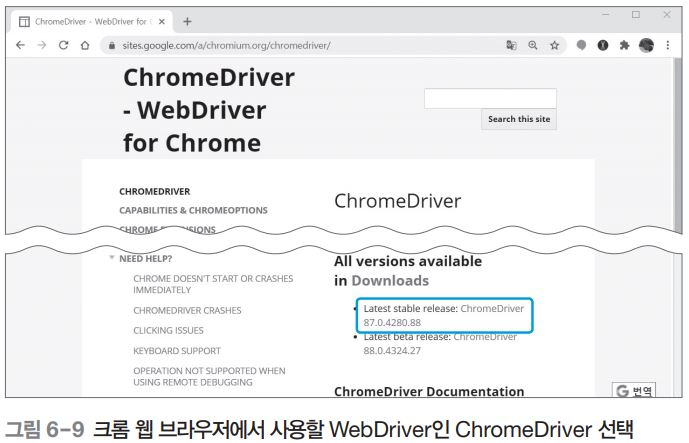 ChromeDriver - WebDriver for C
sites.google.com/a/chromium.org/chromedriver/
ChromeDriver
- WebDriver
for Chrome
Search this site
CHROMEDRIVER
CAPABILITIES & CHROMEOPTIONS
ChromeDriver
NEED HELP?
CHROME DOESN'T START OR CRASHES
IMMEDIATELY
CHROMEDRIVER CRASHES
CLICKING ISSUES
KEYBOARD SUPPORT
OPERATION NOT SUPPORTED WHEN
USING REMOTE DEBUGGING
All versions available
in Downloads
Latest stable release: ChromeDriver
87.0.4280.88
Latest beta release: ChromeDriver
88.0.4324.27
ChromeDriver Documentation
G 번역
그림 6-9 크롬 웹 브라우저에서 사용할 WebDriver인 ChromeDriver 선택